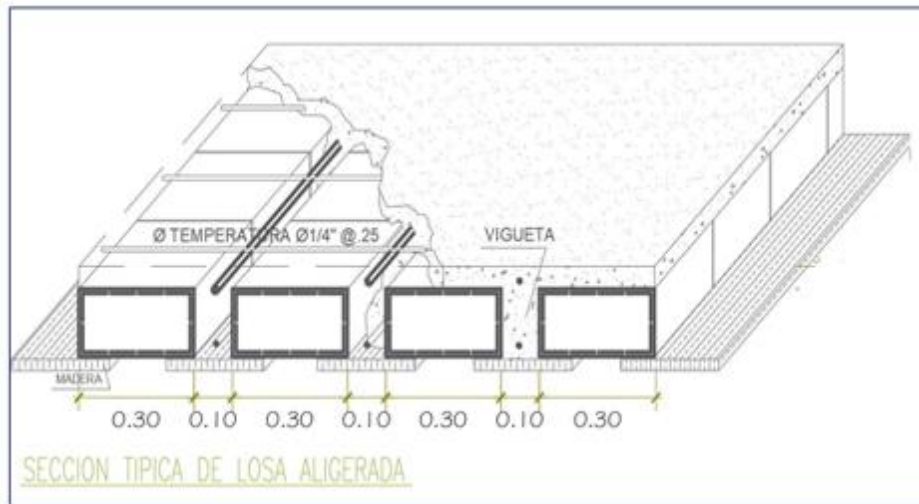 Ø TEMPERATURA Ø1/4" @.25
VIGUETA
MADERA
0.30 0.10 0.30 0.10 0.30 0.10 0.30
SECCION TIPICA DE LOSA ALIGERADA